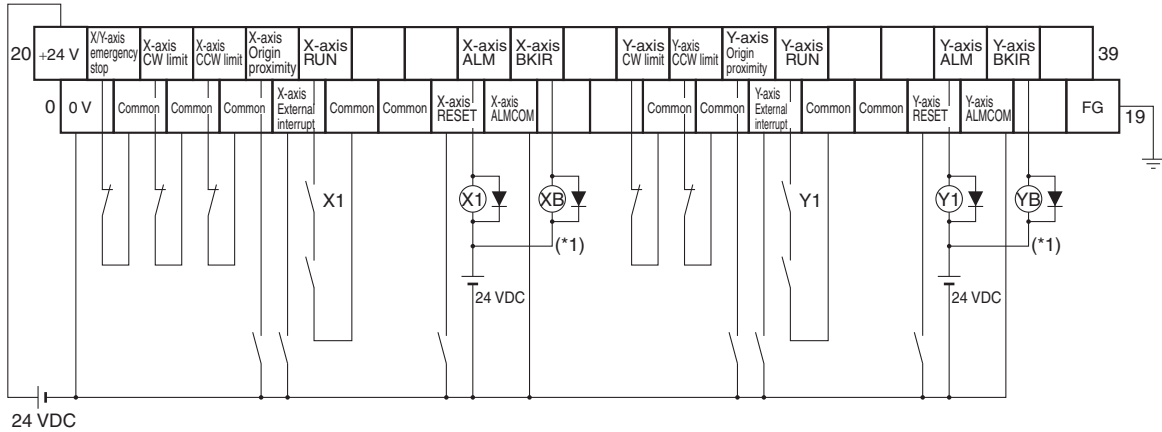 20
+24 V
X/Y-axis
emergency
stop
X-axis
CW limit
X-axis
CCW limit
X-axis
Origin
proximity
X-axis
RUN
X-axis
ALM
X-axis
BKIR
Y-axis
CW limit
Y-axis
CCW limit
Y-axis
Origin
proximity
Y-axis
RUN
Y-axis
ALM
Y-axis
BKIR
39
0
0 V
Common
Common
Common
X-axis
External
interrupt
Common
Common
X-axis
RESET
X-axis
ALMCOM
Common
Common
Y-axis
External
interrupt
Common
Common
Y-axis
RESET
Y-axis
ALMCOM
FG
19
X1
X1
XB
Y1
Y1
YB
(*1)
(*1)
24 VDC
24 VDC
24 VDC